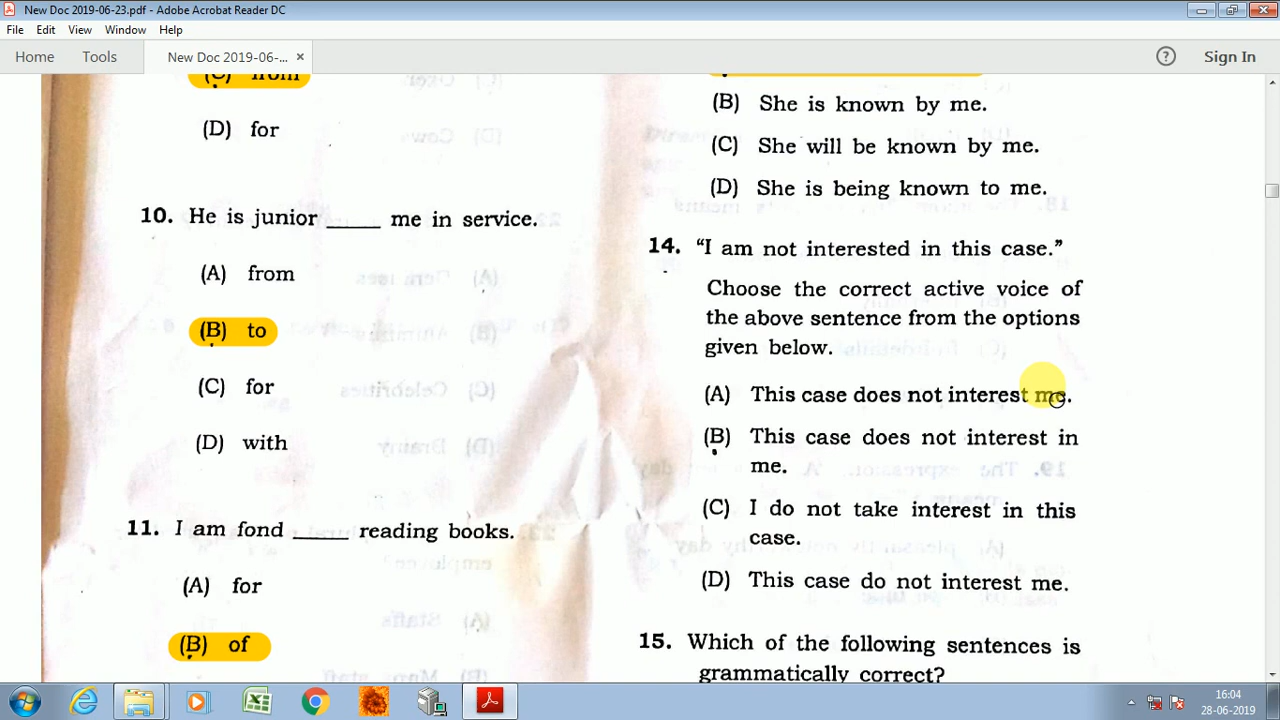 New Doc 2019-06-23.pdf - Adobe Acrobat Reader DC
File Edit View Window Help
Home Tools New Doc 2019-06-... × ? Sign In
(C) from
(D) for
10. He is junior _____ me in service.
(A) from
(B) to
(C) for
(D) with
11. I am fond _____ reading books.
(A) for
(B) of
(B) She is known by me.
(C) She will be known by me.
(D) She is being known to me.
14. “I am not interested in this case.”
Choose the correct active voice of
the above sentence from the options
given below.
(A) This case does not interest me.
(B) This case does not interest in
me.
(C) I do not take interest in this
case.
(D) This case do not interest me.
15. Which of the following sentences is
grammatically correct?
16:04
28-06-2019